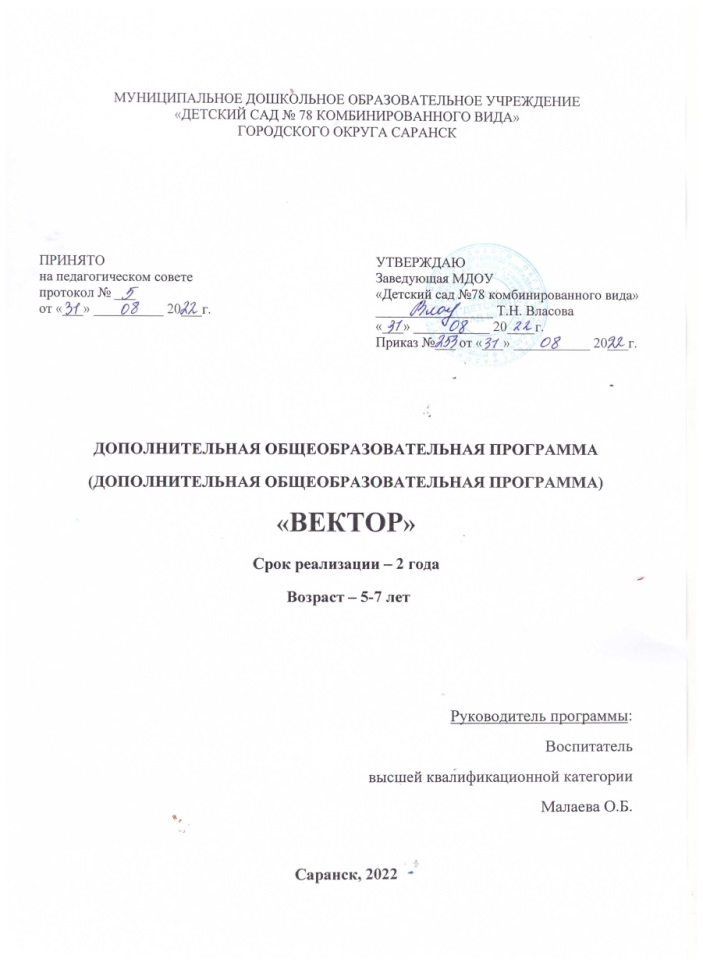 МУНИЦИПАЛЬНОЕ ДОШКОЛЬНОЕ ОБРАЗОВАТЕЛЬНОЕ УЧРЕЖДЕНИЕ
«ДЕТСКИЙ САД № 78 КОМБИНИРОВАННОГО ВИДА»
ГОРОДСКОГО ОКРУГА САРАНСК
ПРИНЯТО
на педагогическом совете
протокол № 5
от «31» 08 2022 г.
УТВЕРЖДАЮ
Заведующая МДОУ
«Детский сад №78 комбинированного вида»
Т.Н. Власова
«31» 08 2022 г.
Приказ №253 от «31» 08 2022 г.
ДОПОЛНИТЕЛЬНАЯ ОБЩЕОБРАЗОВАТЕЛЬНАЯ ПРОГРАММА
(ДОПОЛНИТЕЛЬНАЯ ОБЩЕОБРАЗОВАТЕЛЬНАЯ ПРОГРАММА)
«ВЕКТОР»
Срок реализации – 2 года
Возраст – 5-7 лет
Руководитель программы:
Воспитатель
высшей квалификационной категории
Малаева О.Б.
Саранск, 2022